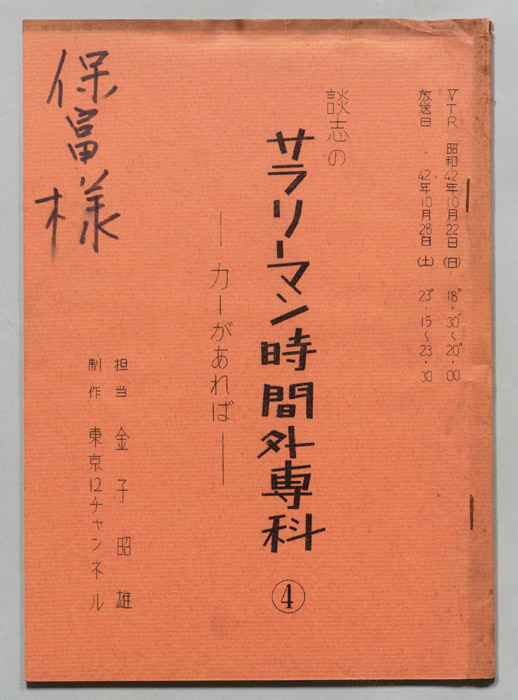 VTR 昭和42年10月22日(日) 18°・30′〜20°・00
放送日 . 42年10月28日(土) 23°・15〜23・30
談志の
サラリーマン時間外専科④
―カーがあれば―
担当 金子昭雄
制作 東京12チャンネル
保富様